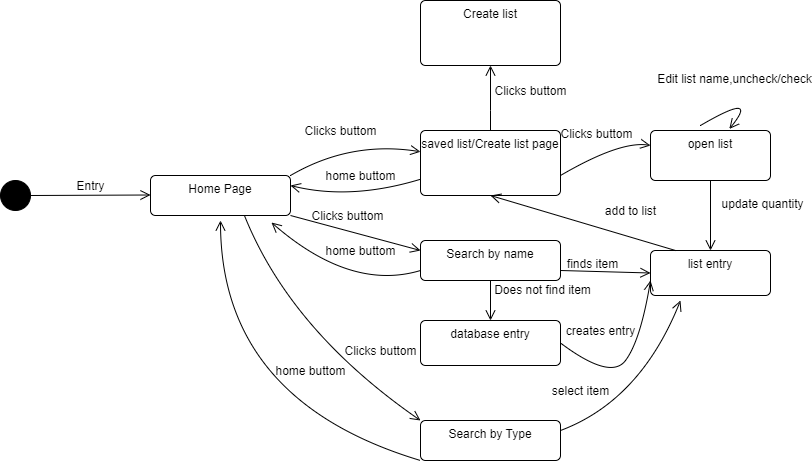 Create list
Edit list name,uncheck/check
Clicks buttom
Clicks buttom
saved list/Create list page
Clicks buttom
open list
home buttom
Entry
Home Page
update quantity
add to list
Clicks buttom
home buttom
Search by name
finds item
list entry
Does not find item
database entry
creates entry
Clicks buttom
home buttom
select item
Search by Type